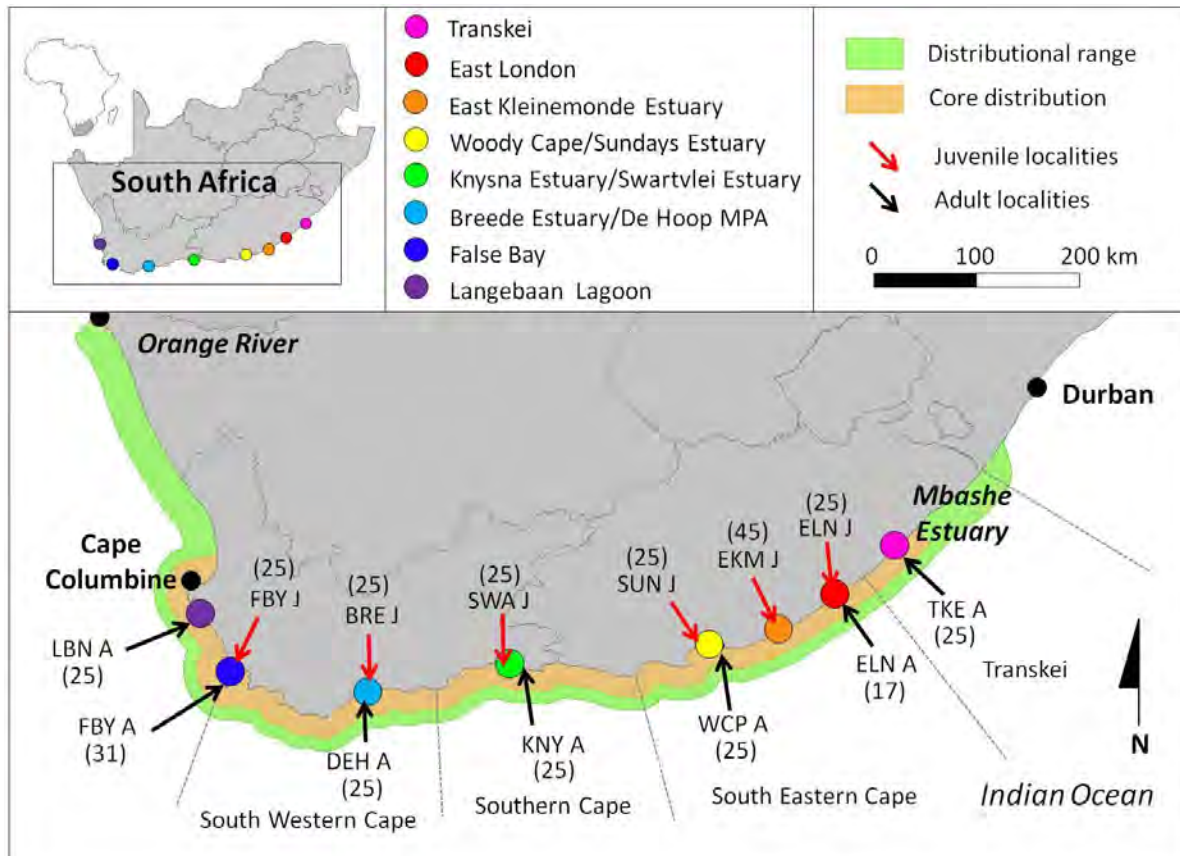 South Africa
Transkei
East London
East Kleinemonde Estuary
Woody Cape/Sundays Estuary
Knysna Estuary/Swartvlei Estuary
Breede Estuary/De Hoop MPA
False Bay
Langebaan Lagoon
Distributional range
Core distribution
Juvenile localities
Adult localities
0 100 200 km
Orange River
Durban
Mbashe
Estuary
Cape
Columbine
(25)
FBY J
(25)
BRE J
(25)
SWA J
(25)
SUN J
(45)
EKM J
(25)
ELN J
LBN A
(25)
FBY A
(31)
DEH A
(25)
KNY A
(25)
WCP A
(25)
ELN A
(17)
TKE A
(25)
Transkei
South Western Cape
Southern Cape
South Eastern Cape
Indian Ocean
N